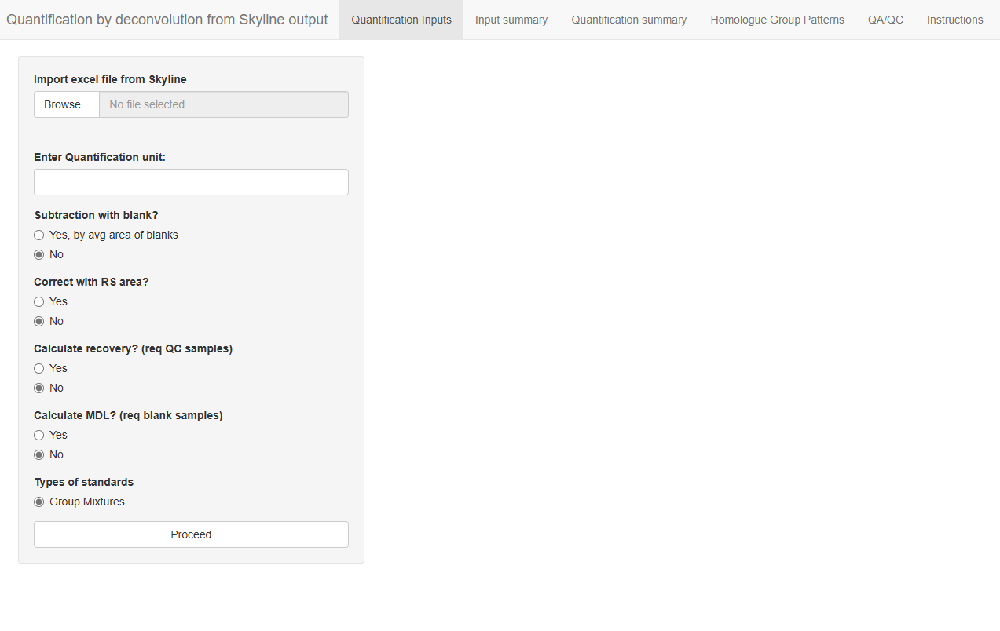 Quantification by deconvolution from Skyline output
Quantification Inputs
Input summary
Quantification summary
Homologue Group Patterns
QA/QC
Instructions
Import excel file from Skyline
Browse...
No file selected
Enter Quantification unit:
Subtraction with blank?
Yes, by avg area of blanks
No
Correct with RS area?
Yes
No
Calculate recovery? (req QC samples)
Yes
No
Calculate MDL? (req blank samples)
Yes
No
Types of standards
Group Mixtures
Proceed